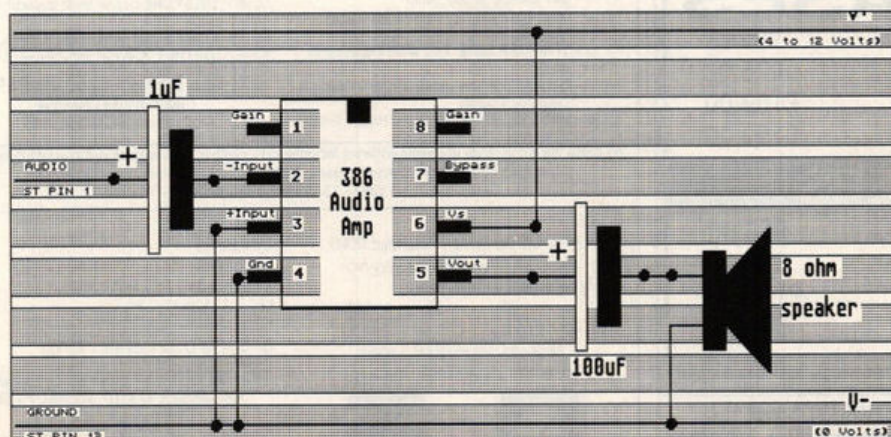 V+
(4 to 12 Volts)
1uF
Gain 1 8 Gain
+
AUDIO
ST PIN 1
-Input 2 7 Bypass
386
Audio
Amp
+Input 3 6 Vs
Gnd 4 5 Vout
+
8 ohm
speaker
100uF
GROUND
ST PIN 13
V-
(0 Volts)